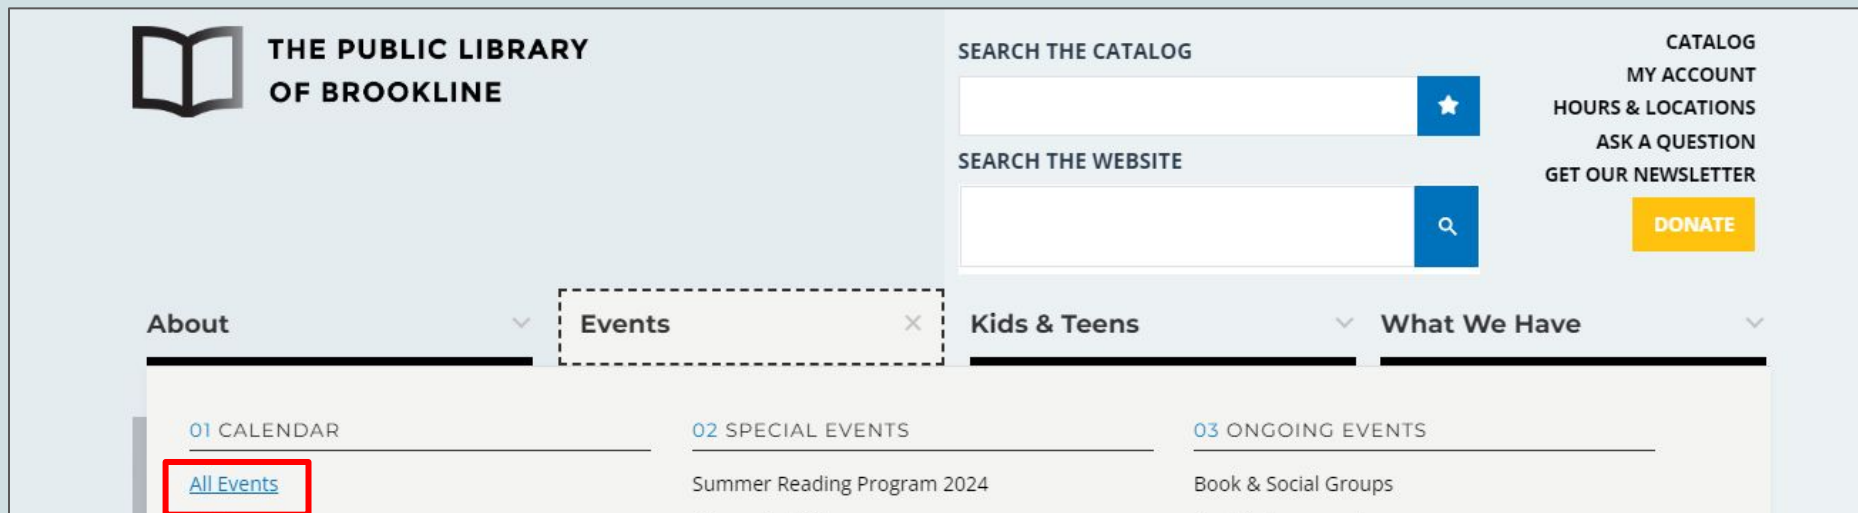 THE PUBLIC LIBRARY
OF BROOKLINE
SEARCH THE CATALOG
SEARCH THE WEBSITE
CATALOG
MY ACCOUNT
HOURS & LOCATIONS
ASK A QUESTION
GET OUR NEWSLETTER
DONATE
About
Events
Kids & Teens
What We Have
01 CALENDAR
All Events
02 SPECIAL EVENTS
Summer Reading Program 2024
03 ONGOING EVENTS
Book & Social Groups